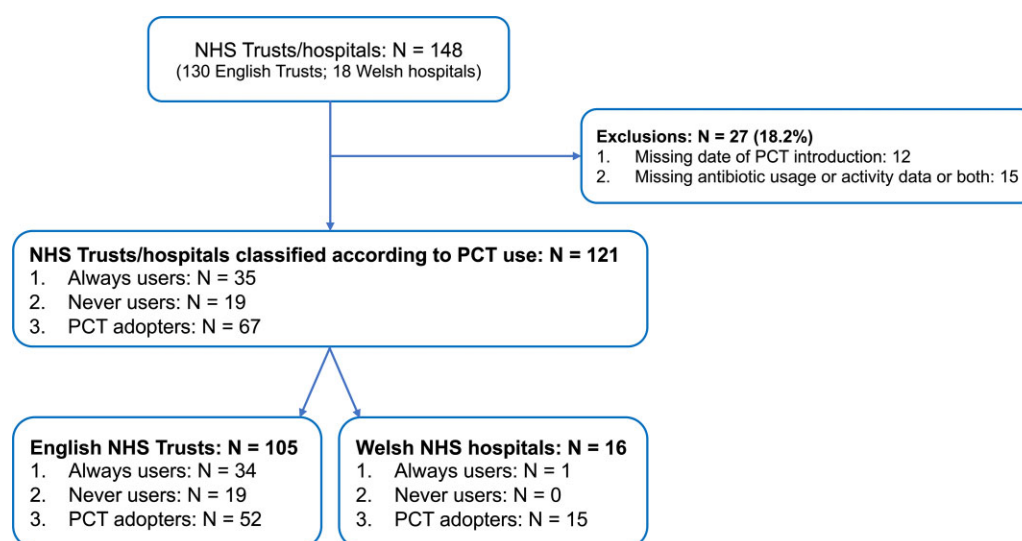 NHS Trusts/hospitals: N = 148
(130 English Trusts; 18 Welsh hospitals)
Exclusions: N = 27 (18.2%)
1. Missing date of PCT introduction: 12
2. Missing antibiotic usage or activity data or both: 15
NHS Trusts/hospitals classified according to PCT use: N = 121
1. Always users: N = 35
2. Never users: N = 19
3. PCT adopters: N = 67
English NHS Trusts: N = 105
1. Always users: N = 34
2. Never users: N = 19
3. PCT adopters: N = 52
Welsh NHS hospitals: N = 16
1. Always users: N = 1
2. Never users: N = 0
3. PCT adopters: N = 15